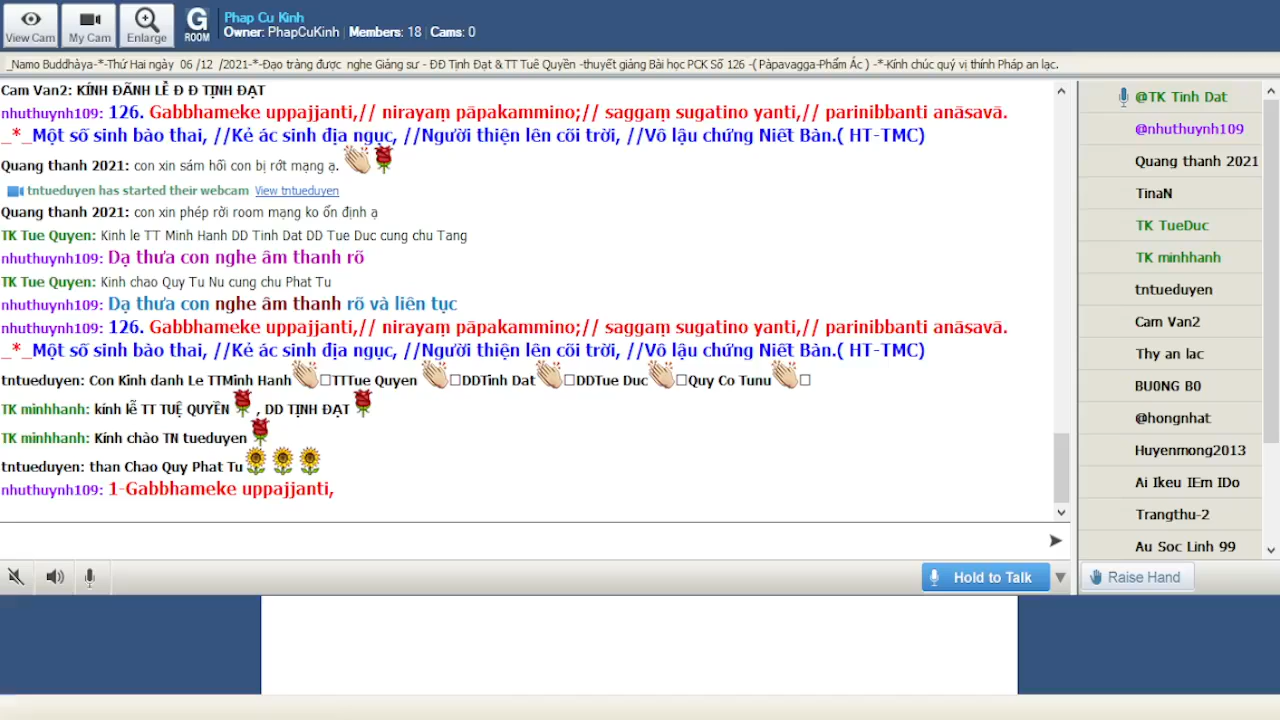 View Cam
My Cam
Enlarge
G
ROOM
Phap Cu Kinh
Owner: PhapCuKinh | Members: 18 | Cams: 0
_Namo Buddhàya-*-Thứ Hai ngày 06 /12 /2021-*-Đạo tràng được nghe Giảng sư - ĐĐ Tịnh Đạt & TT Tuê Quyền -thuyết giảng Bài học PCK Số 126 -( Pàpavagga-Phẩm Ác ) -*-Kính chúc quý vị thính Pháp an lạc.
Cam Van2: KÍNH ĐÃNH LỄ Đ Đ TỊNH ĐẠT
nhuthuynh109: 126. Gabbhameke uppajjanti,// nirayaṃ pāpakammino;// saggaṃ sugatino yanti,// parinibbanti anāsavā.
_*_Một số sinh bào thai, //Kẻ ác sinh địa ngục, //Người thiện lên cõi trời, //Vô lậu chứng Niết Bàn.( HT-TMC)
Quang thanh 2021: con xin sám hối con bị rớt mạng ạ. 👏🌹
tntueduyen has started their webcam View tntueduyen
Quang thanh 2021: con xin phép rời room mạng ko ổn định ạ
TK Tue Quyen: Kinh le TT Minh Hanh DD Tinh Dat DD Tue Duc cung chu Tang
nhuthuynh109: Dạ thưa con nghe âm thanh rõ
TK Tue Quyen: Kinh chao Quy Tu Nu cung chu Phat Tu
nhuthuynh109: Dạ thưa con nghe âm thanh rõ và liên tục
nhuthuynh109: 126. Gabbhameke uppajjanti,// nirayaṃ pāpakammino;// saggaṃ sugatino yanti,// parinibbanti anāsavā.
_*_Một số sinh bào thai, //Kẻ ác sinh địa ngục, //Người thiện lên cõi trời, //Vô lậu chứng Niết Bàn.( HT-TMC)
tntueduyen: Con Kinh danh Le TTMinh Hanh👏□TTTue Quyen 👏□DDTinh Dat👏□DDTue Duc👏□Quy Co Tunu👏□
TK minhhanh: kính lễ TT TUỆ QUYỀN🌹 , DD TỊNH ĐẠT🌹
TK minhhanh: Kính chào TN tueduyen🌹
tntueduyen: than Chao Quy Phat Tu🌻🌻🌻
nhuthuynh109: 1-Gabbhameke uppajjanti,
@TK Tinh Dat
@nhuthuynh109
Quang thanh 2021
TinaN
TK TueDuc
TK minhhanh
tntueduyen
Cam Van2
Thy an lac
BU0NG B0
@hongnhat
Huyenmong2013
Ai Ikeu IEm IDo
Trangthu-2
Au Soc Linh 99
Hold to Talk
Raise Hand